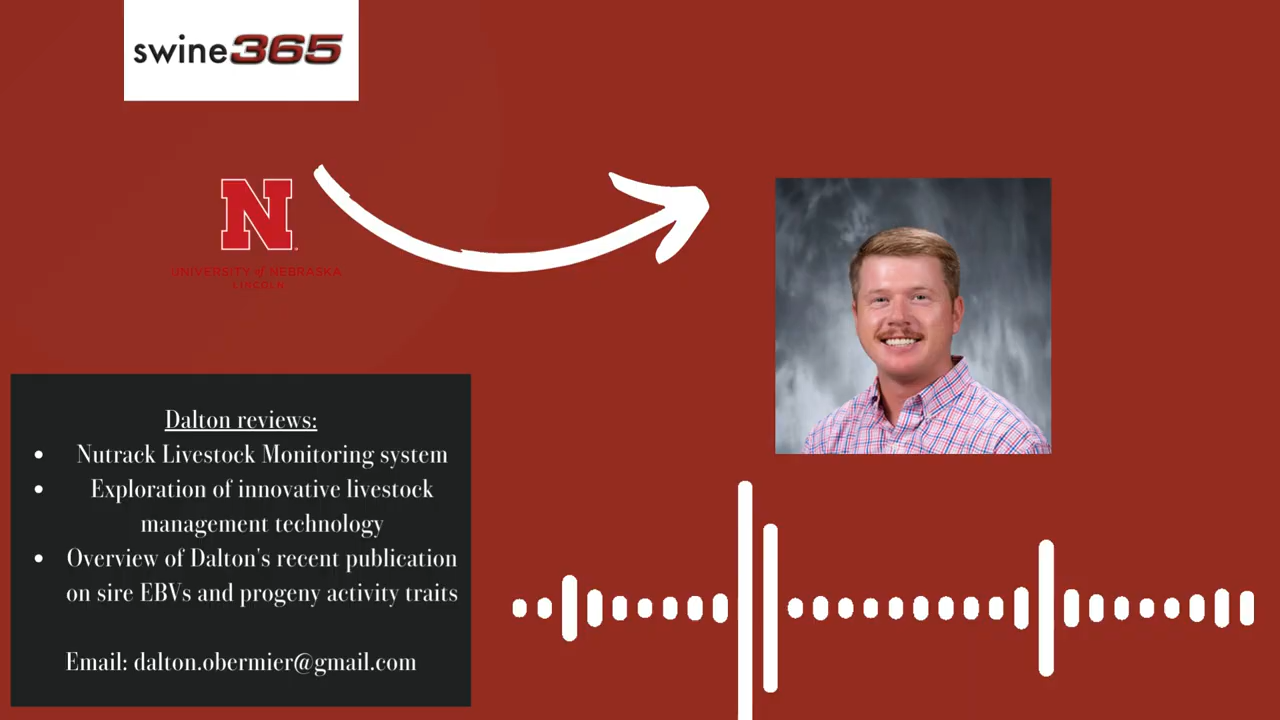 swine365
N
UNIVERSITY of NEBRASKA
LINCOLN
Dalton reviews:
• Nutrack Livestock Monitoring system
• Exploration of innovative livestock
management technology
• Overview of Dalton's recent publication
on sire EBVs and progeny activity traits
Email: dalton.obermier@gmail.com